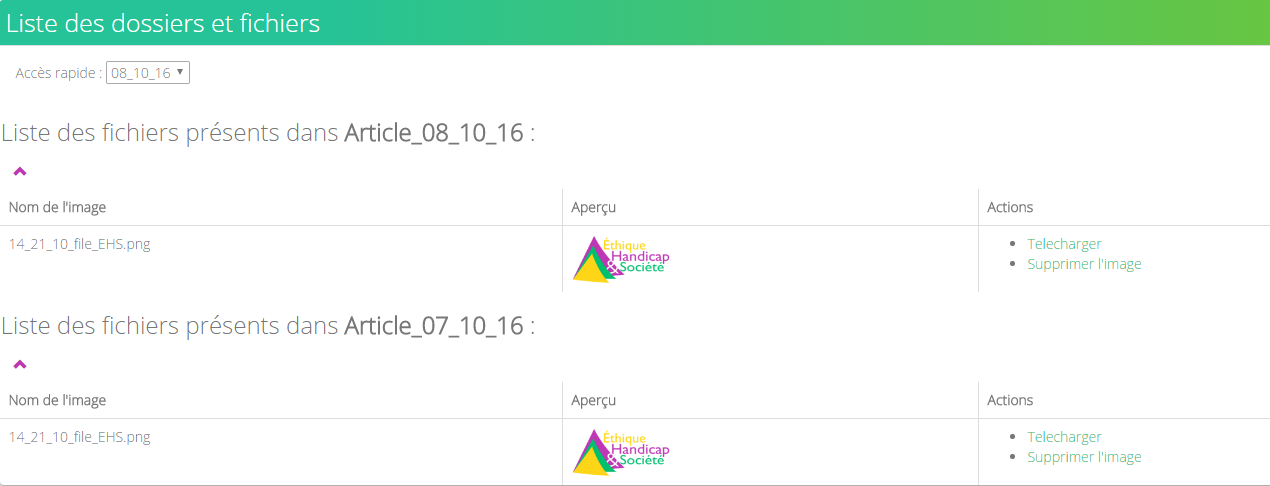 Liste des dossiers et fichiers
Accès rapide : 08_10_16
Liste des fichiers présents dans Article_08_10_16 :
Nom de l'image Aperçu Actions
14_21_10_file_EHS.png
Éthique
Handicap
Société
Telecharger
Supprimer l'image
Liste des fichiers présents dans Article_07_10_16 :
Nom de l'image Aperçu Actions
14_21_10_file_EHS.png
Éthique
Handicap
Société
Telecharger
Supprimer l'image